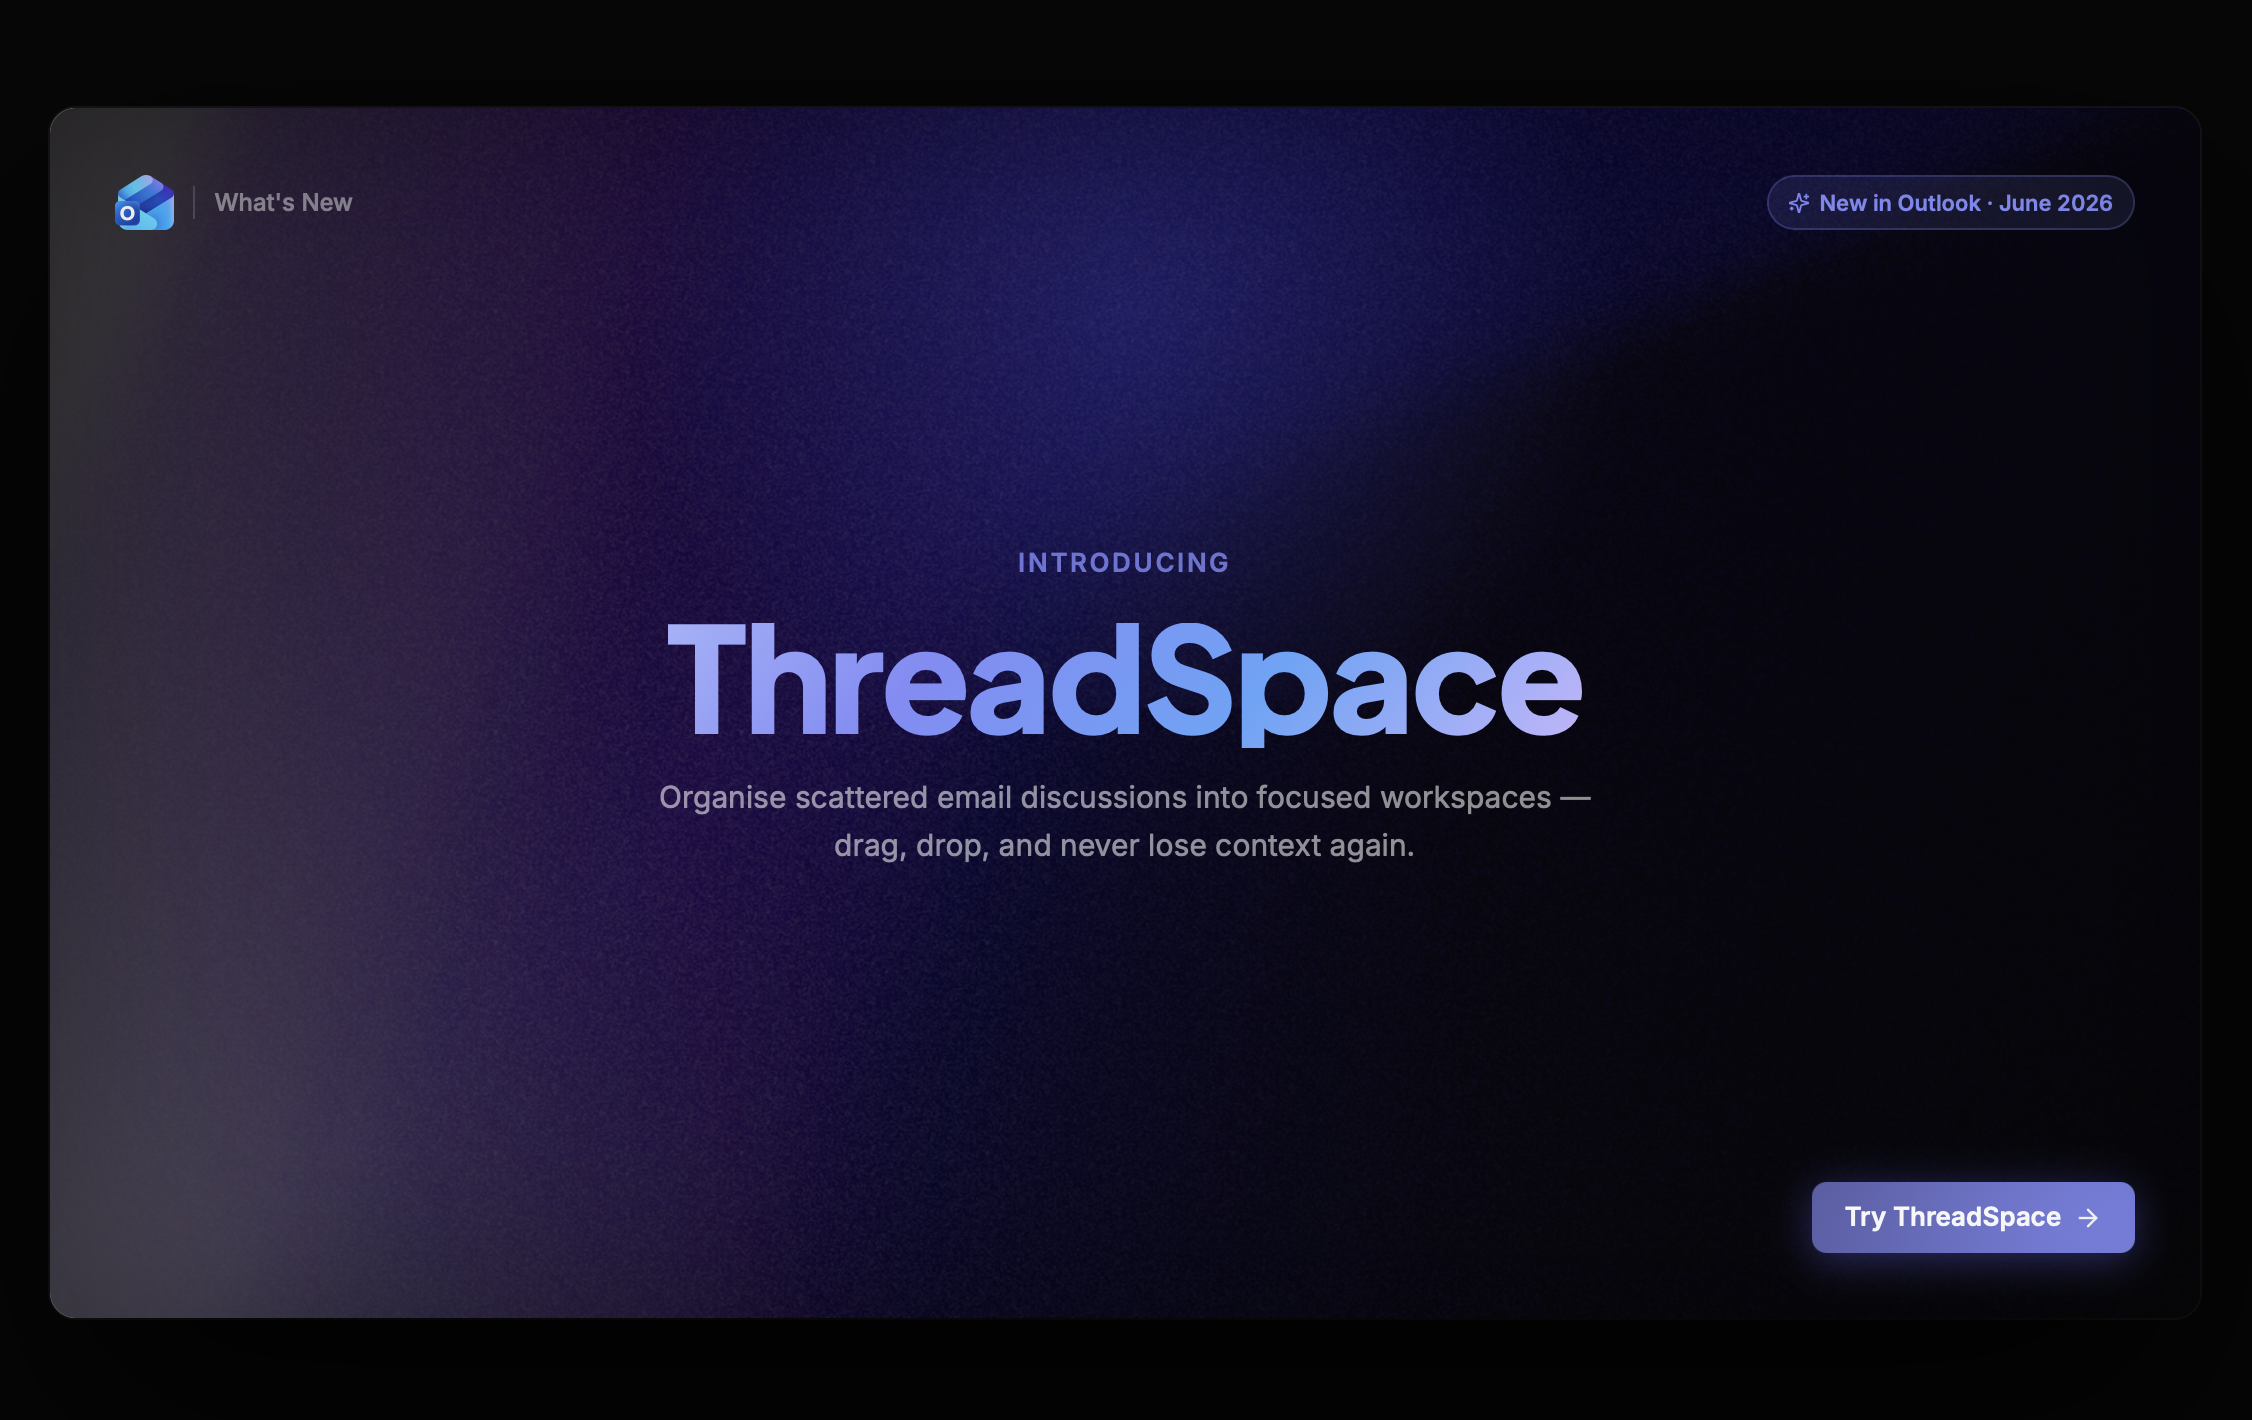 O
What's New
New in Outlook · June 2026
INTRODUCING
ThreadSpace
Organise scattered email discussions into focused workspaces —
drag, drop, and never lose context again.
Try ThreadSpace →